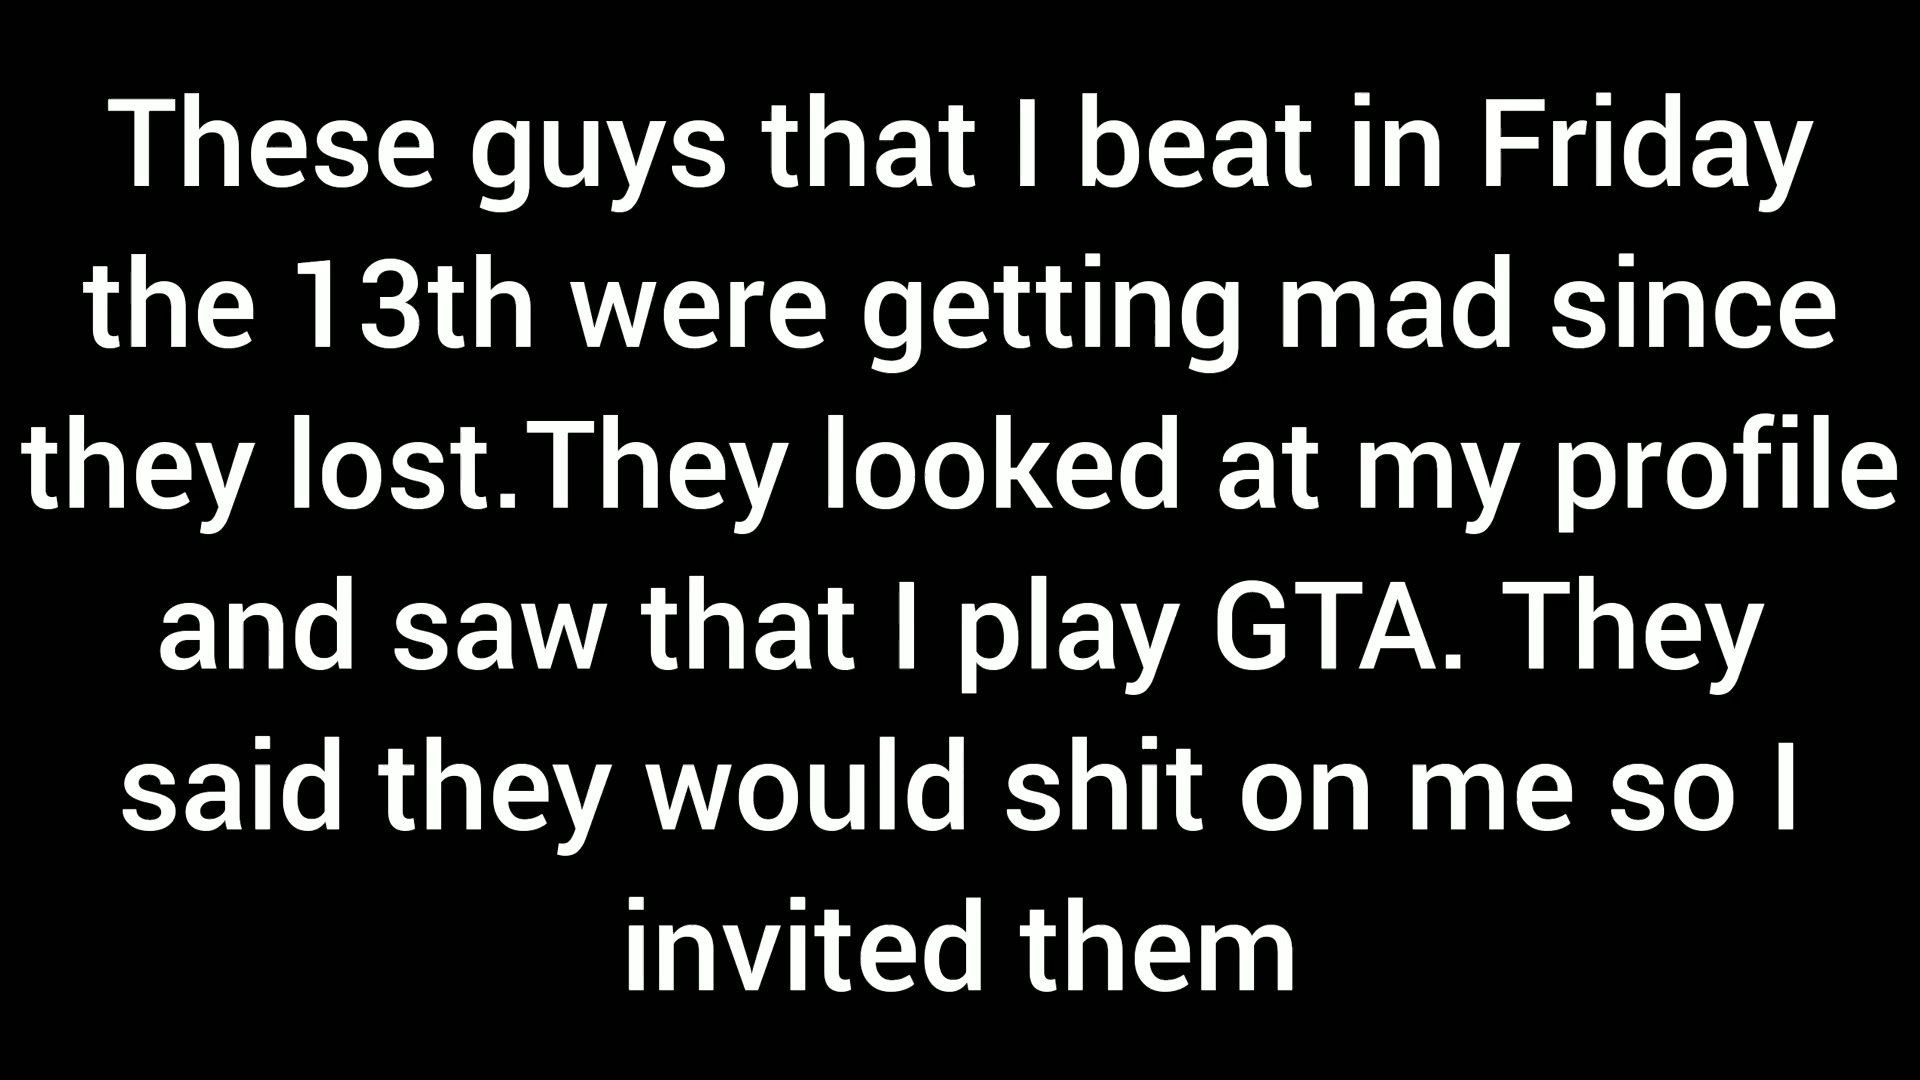 These guys that I beat in Friday
the 13th were getting mad since
they lost.They looked at my profile
and saw that I play GTA. They
said they would shit on me so I
invited them